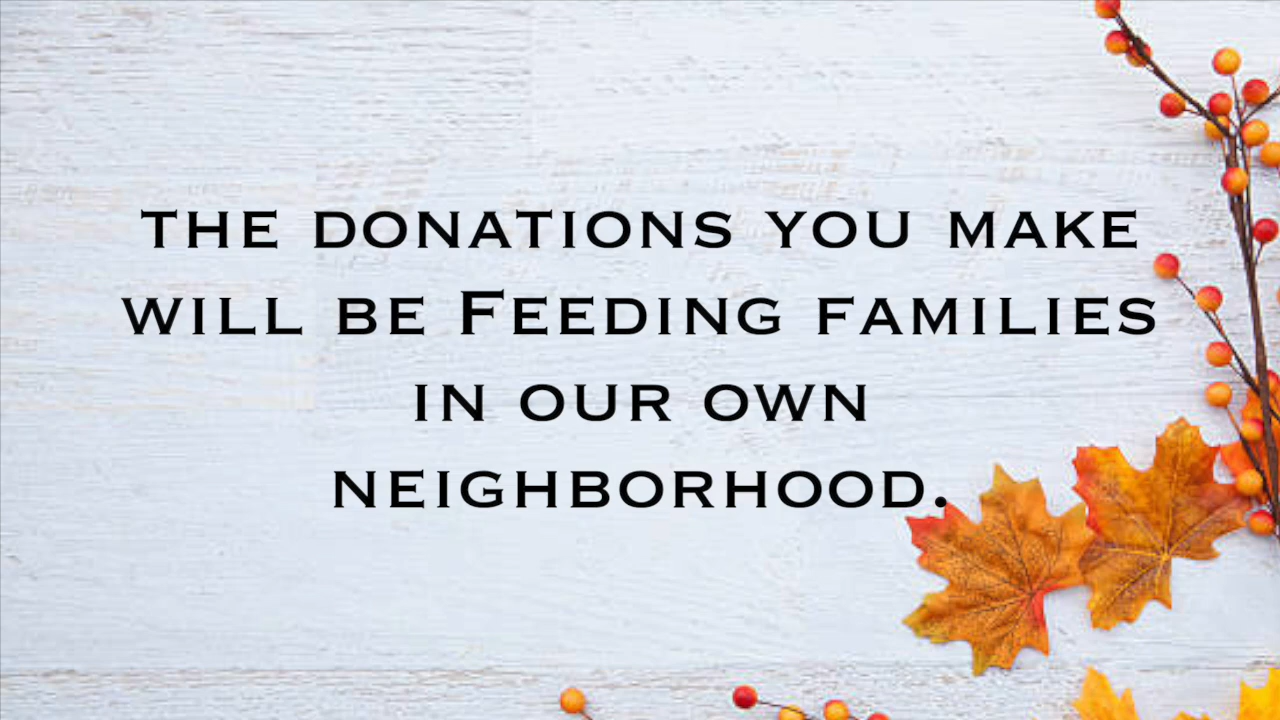 THE DONATIONS YOU MAKE
WILL BE FEEDING FAMILIES
IN OUR OWN
NEIGHBORHOOD.